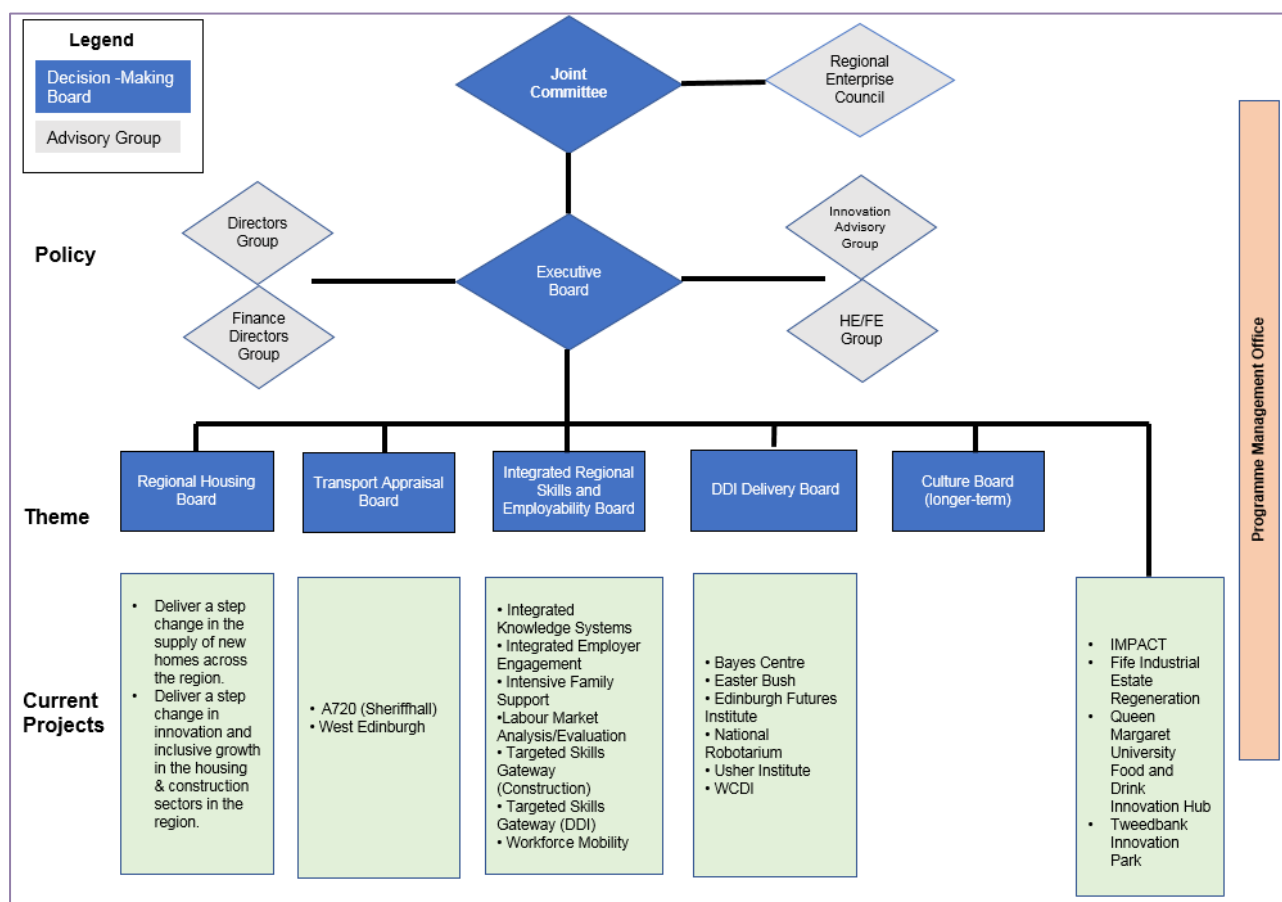 Legend
Decision -Making
Board
Advisory Group
Joint
Committee
Regional
Enterprise
Council
Policy
Directors
Group
Finance
Directors
Group
Executive
Board
Innovation
Advisory
Group
HE/FE
Group
Programme Management Office
Theme
Regional Housing
Board
Transport Appraisal
Board
Integrated Regional
Skills and
Employability Board
DDI Delivery Board
Culture Board
(longer-term)
Current
Projects
• Deliver a step
change in the
supply of new
homes across
the region.
• Deliver a step
change in
innovation and
inclusive growth
in the housing
& construction
sectors in the
region.
• A720 (Sheriffhall)
• West Edinburgh
• Integrated
Knowledge Systems
• Integrated Employer
Engagement
• Intensive Family
Support
•Labour Market
Analysis/Evaluation
• Targeted Skills
Gateway
(Construction)
• Targeted Skills
Gateway (DDI)
• Workforce Mobility
• Bayes Centre
• Easter Bush
• Edinburgh Futures
Institute
• National
Robotarium
• Usher Institute
• WCDI
• IMPACT
• Fife Industrial
Estate
Regeneration
• Queen
Margaret
University
Food and
Drink
Innovation Hub
• Tweedbank
Innovation
Park